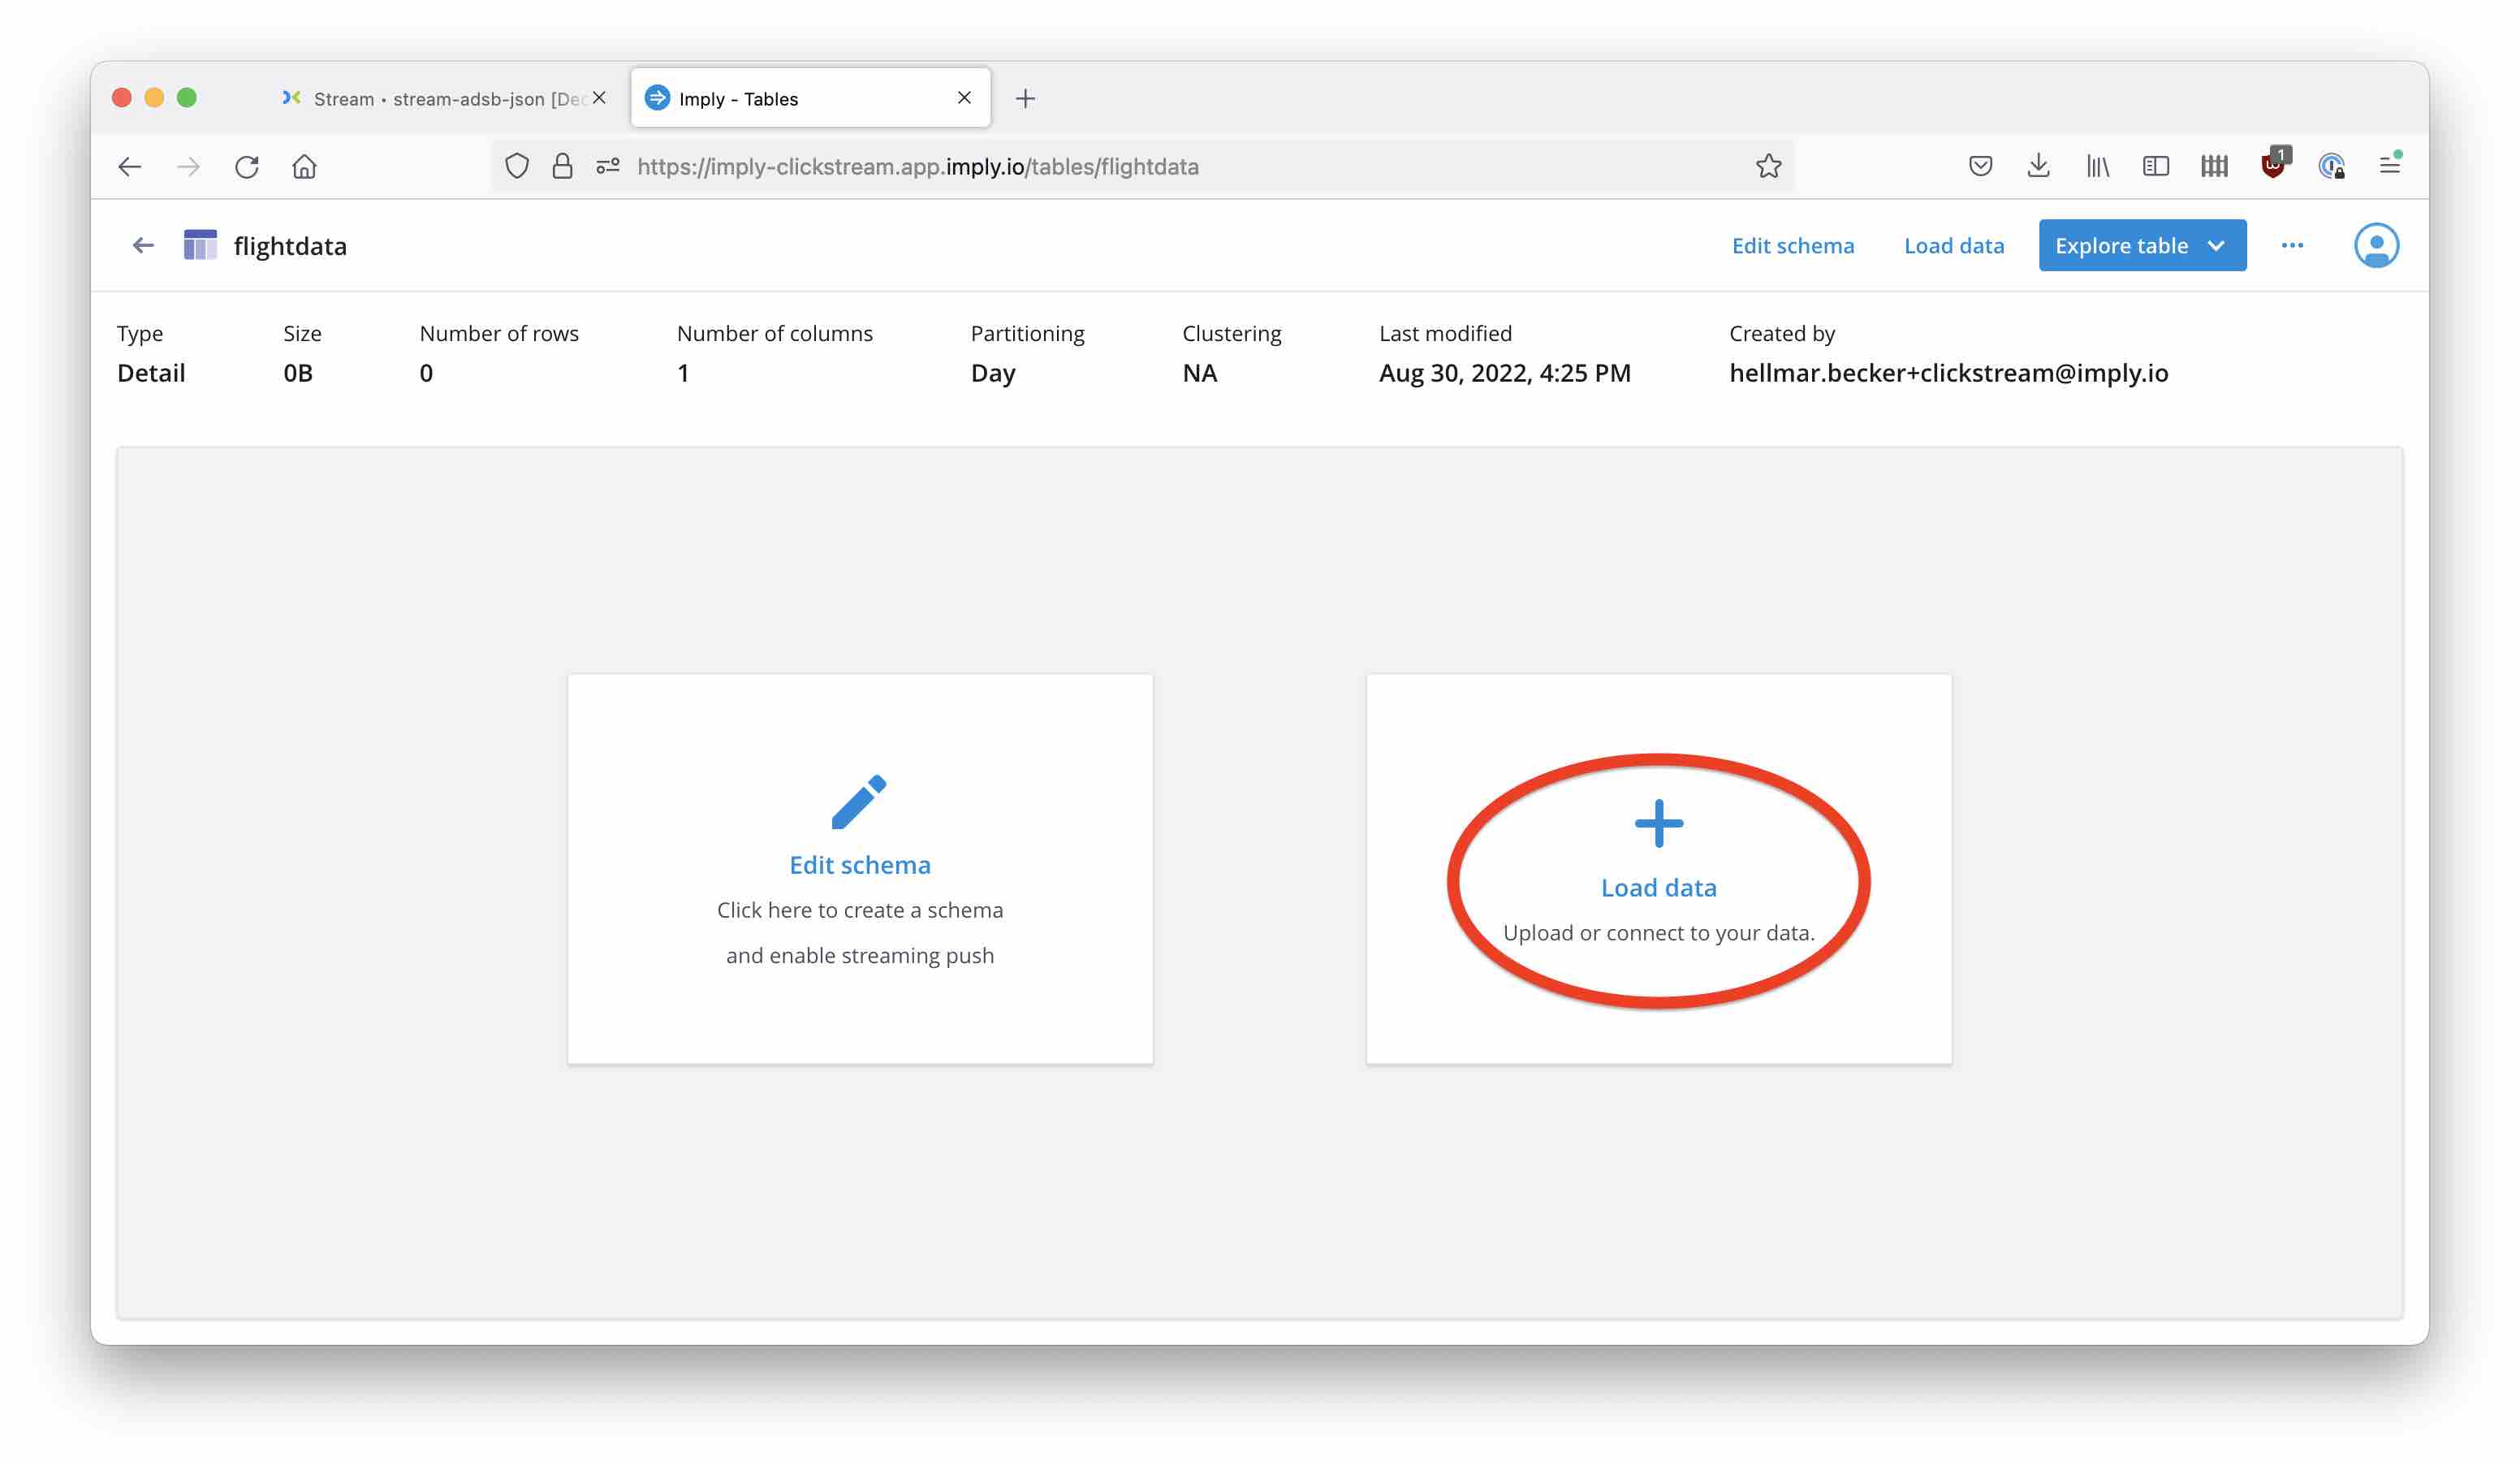 Stream • stream-adsb-json [Dec
Imply - Tables
https://imply-clickstream.app.imply.io/tables/flightdata
1
flightdata
Edit schema
Load data
Explore table
Type
Size
Number of rows
Number of columns
Partitioning
Clustering
Last modified
Created by
Detail
0B
0
1
Day
NA
Aug 30, 2022, 4:25 PM
hellmar.becker+clickstream@imply.io
Edit schema
Click here to create a schema
and enable streaming push
Load data
Upload or connect to your data.